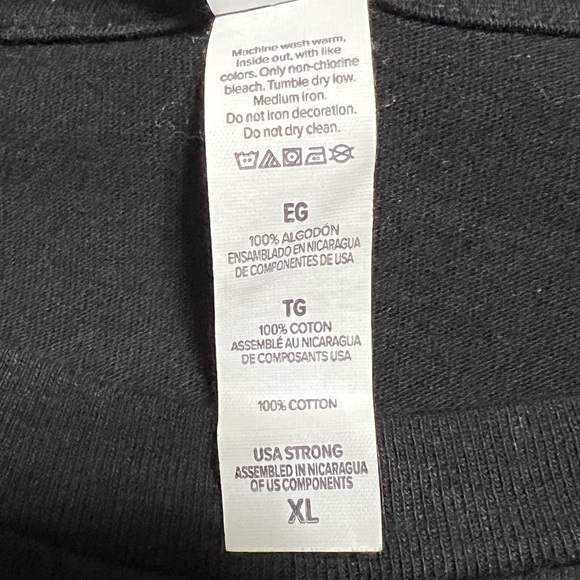 Machine wash warm,
inside out, with like
colors. Only non-chlorine
bleach. Tumble dry low.
Medium iron.
Do not iron decoration.
Do not dry clean.
EG
100% ALGODÓN
ENSAMBLADO EN NICARAGUA
DE COMPONENTES DE USA
TG
100% COTON
ASSEMBLÉ AU NICARAGUA
DE COMPOSANTS USA
100% COTTON
USA STRONG
ASSEMBLED IN NICARAGUA
OF US COMPONENTS
XL